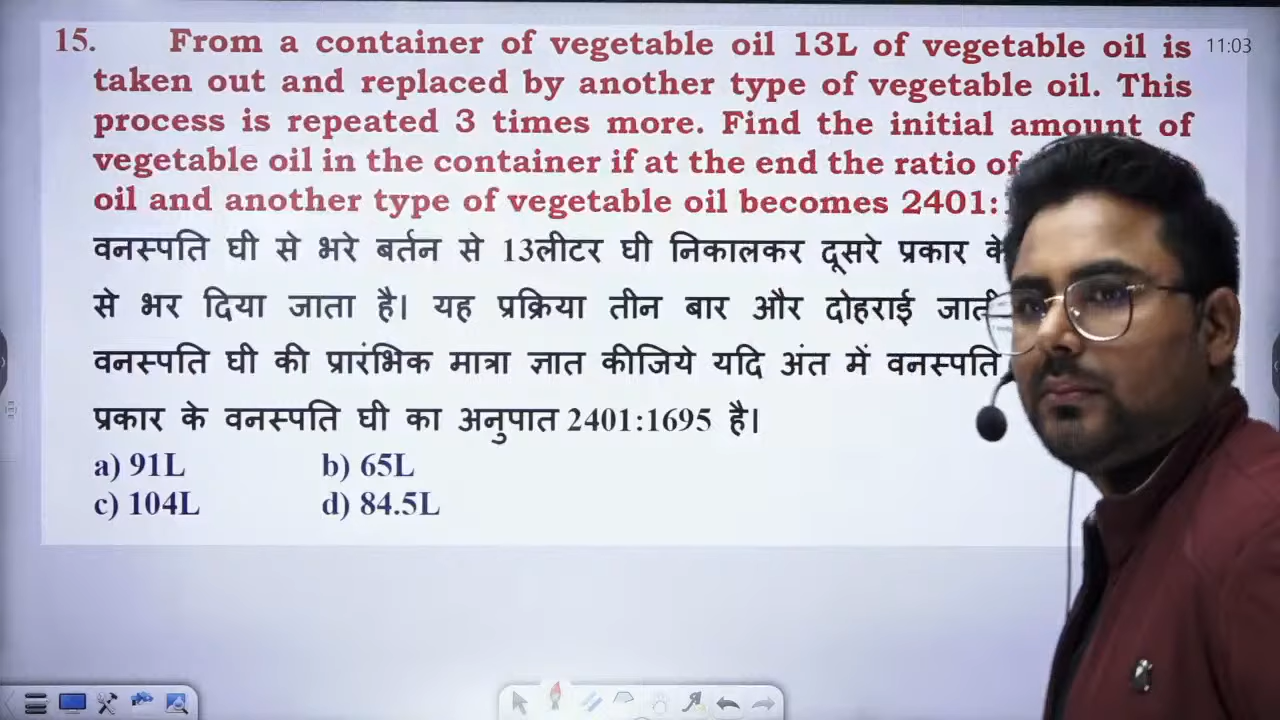 15. From a container of vegetable oil 13L of vegetable oil is
11:03
taken out and replaced by another type of vegetable oil. This
process is repeated 3 times more. Find the initial amount of
vegetable oil in the container if at the end the ratio of
oil and another type of vegetable oil becomes 2401:
वनस्पति घी से भरे बर्तन से 13लीटर घी निकालकर दूसरे प्रकार के
से भर दिया जाता है। यह प्रक्रिया तीन बार और दोहराई जाती
वनस्पति घी की प्रारंभिक मात्रा ज्ञात कीजिये यदि अंत में वनस्पति
प्रकार के वनस्पति घी का अनुपात 2401:1695 है।
a) 91L b) 65L
c) 104L d) 84.5L